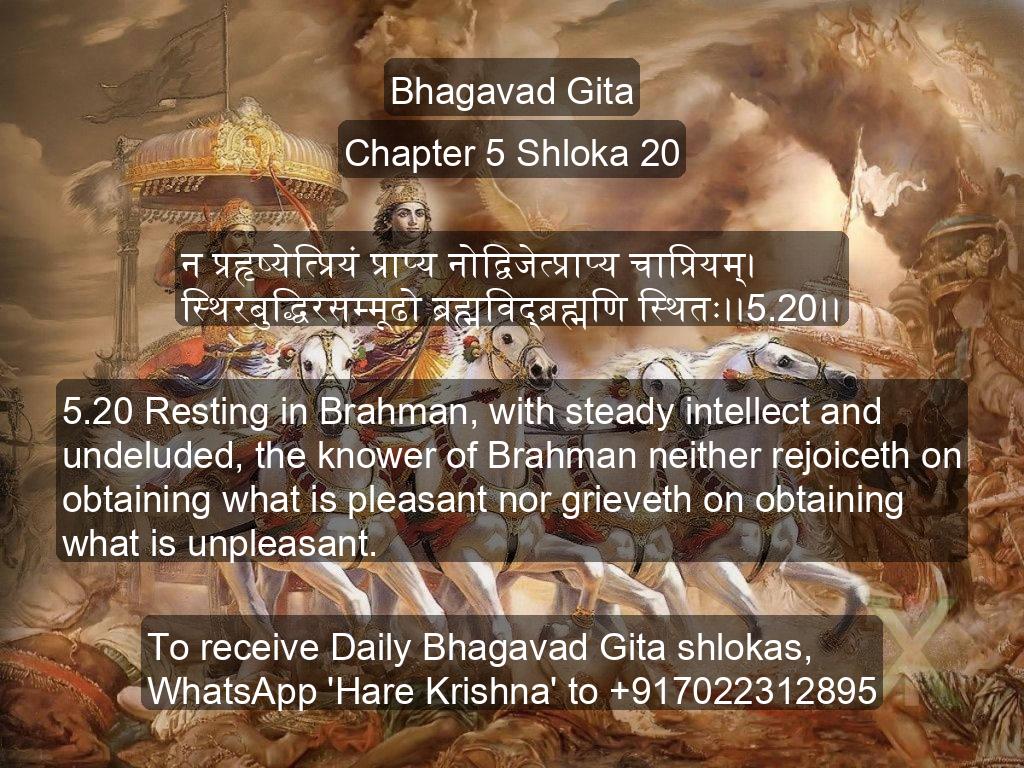 Bhagavad Gita
Chapter 5 Shloka 20
न प्रहृष्येत्प्रियं प्राप्य नोद्विजेत्प्राप्य चाप्रियम्।
स्थिरबुद्धिरसम्मूढो ब्रह्मविद्ब्रह्मणि स्थितः।।5.20।।
5.20 Resting in Brahman, with steady intellect and
undeluded, the knower of Brahman neither rejoiceth on
obtaining what is pleasant nor grieveth on obtaining
what is unpleasant.
To receive Daily Bhagavad Gita shlokas,
WhatsApp 'Hare Krishna' to +917022312895